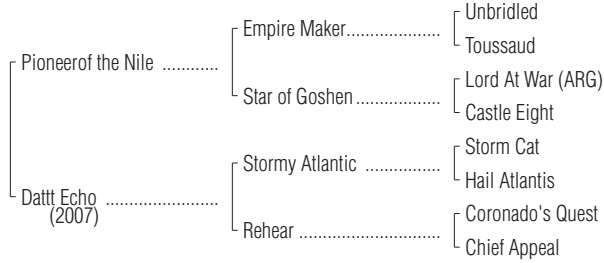 Unbridled
Empire Maker....................
Toussaud
Pioneerof the Nile ............
Lord At War (ARG)
Star of Goshen..................
Castle Eight
Storm Cat
Stormy Atlantic ................
Hail Atlantis
Dattt Echo ........................
(2007)
Coronado's Quest
Rehear ..............................
Chief Appeal